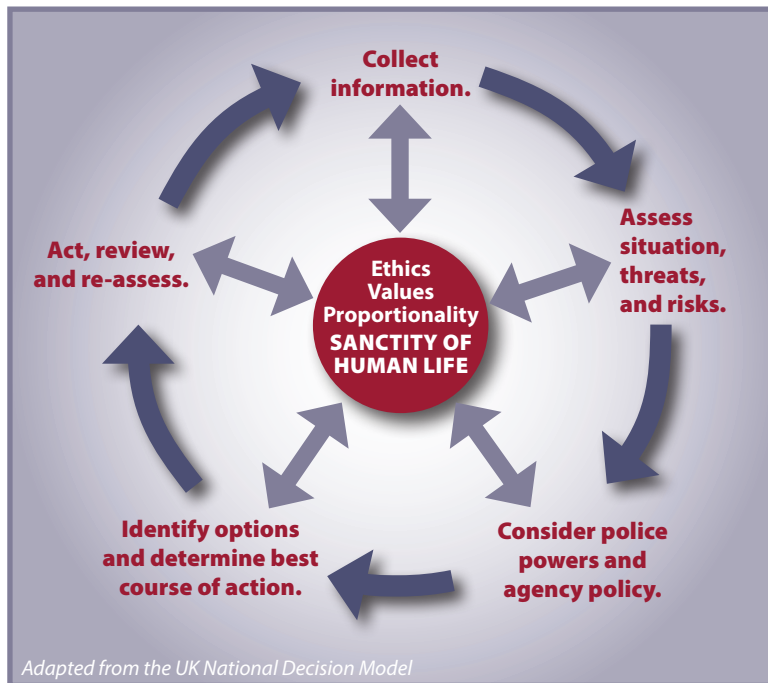 Collect
information.
Assess
situation,
threats,
and risks.
Consider police
powers and
agency policy.
Identify options
and determine best
course of action.
Act, review,
and re-assess.
Ethics
Values
Proportionality
SANCTITY OF
HUMAN LIFE
Adapted from the UK National Decision Model